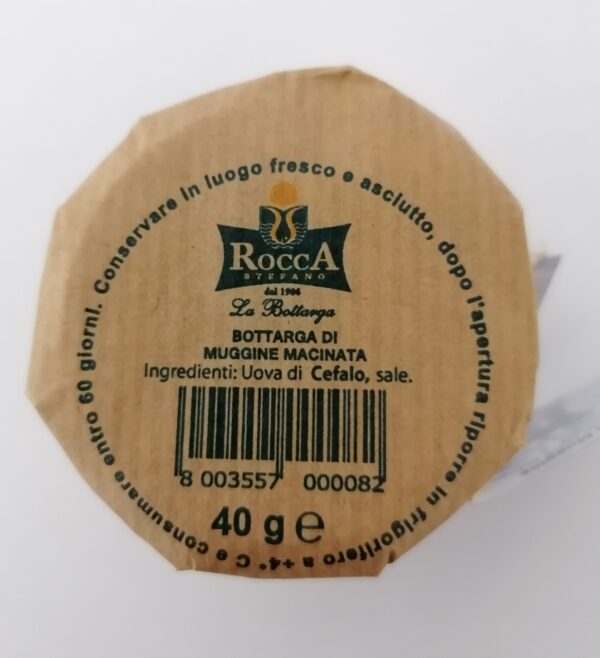 Conservare in luogo fresco e asciutto, dopo l'apertura riporre in frigorifero a +4° C e consumare entro 60 giorni.
ROCCA
STEFANO
dal 1986
La Bottarga
BOTTARGA DI
MUGGINE MACINATA
Ingredienti: Uova di Cefalo, sale.
8 003557 000082
40 g e